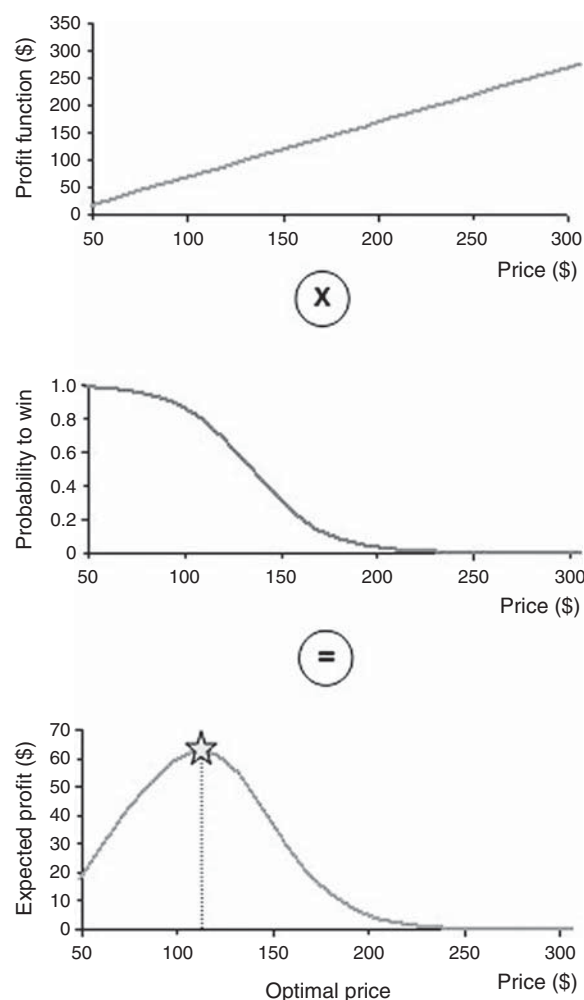 Profit function ($)
350
300
250
200
150
100
50
0
50 100 150 200 250 300
Price ($)
X
Probability to win
1.0
0.8
0.6
0.4
0.2
0
50 100 150 200 250 300
Price ($)
=
Expected profit ($)
70
60
50
40
30
20
10
0
50 100 150 200 250 300
Optimal price
Price ($)